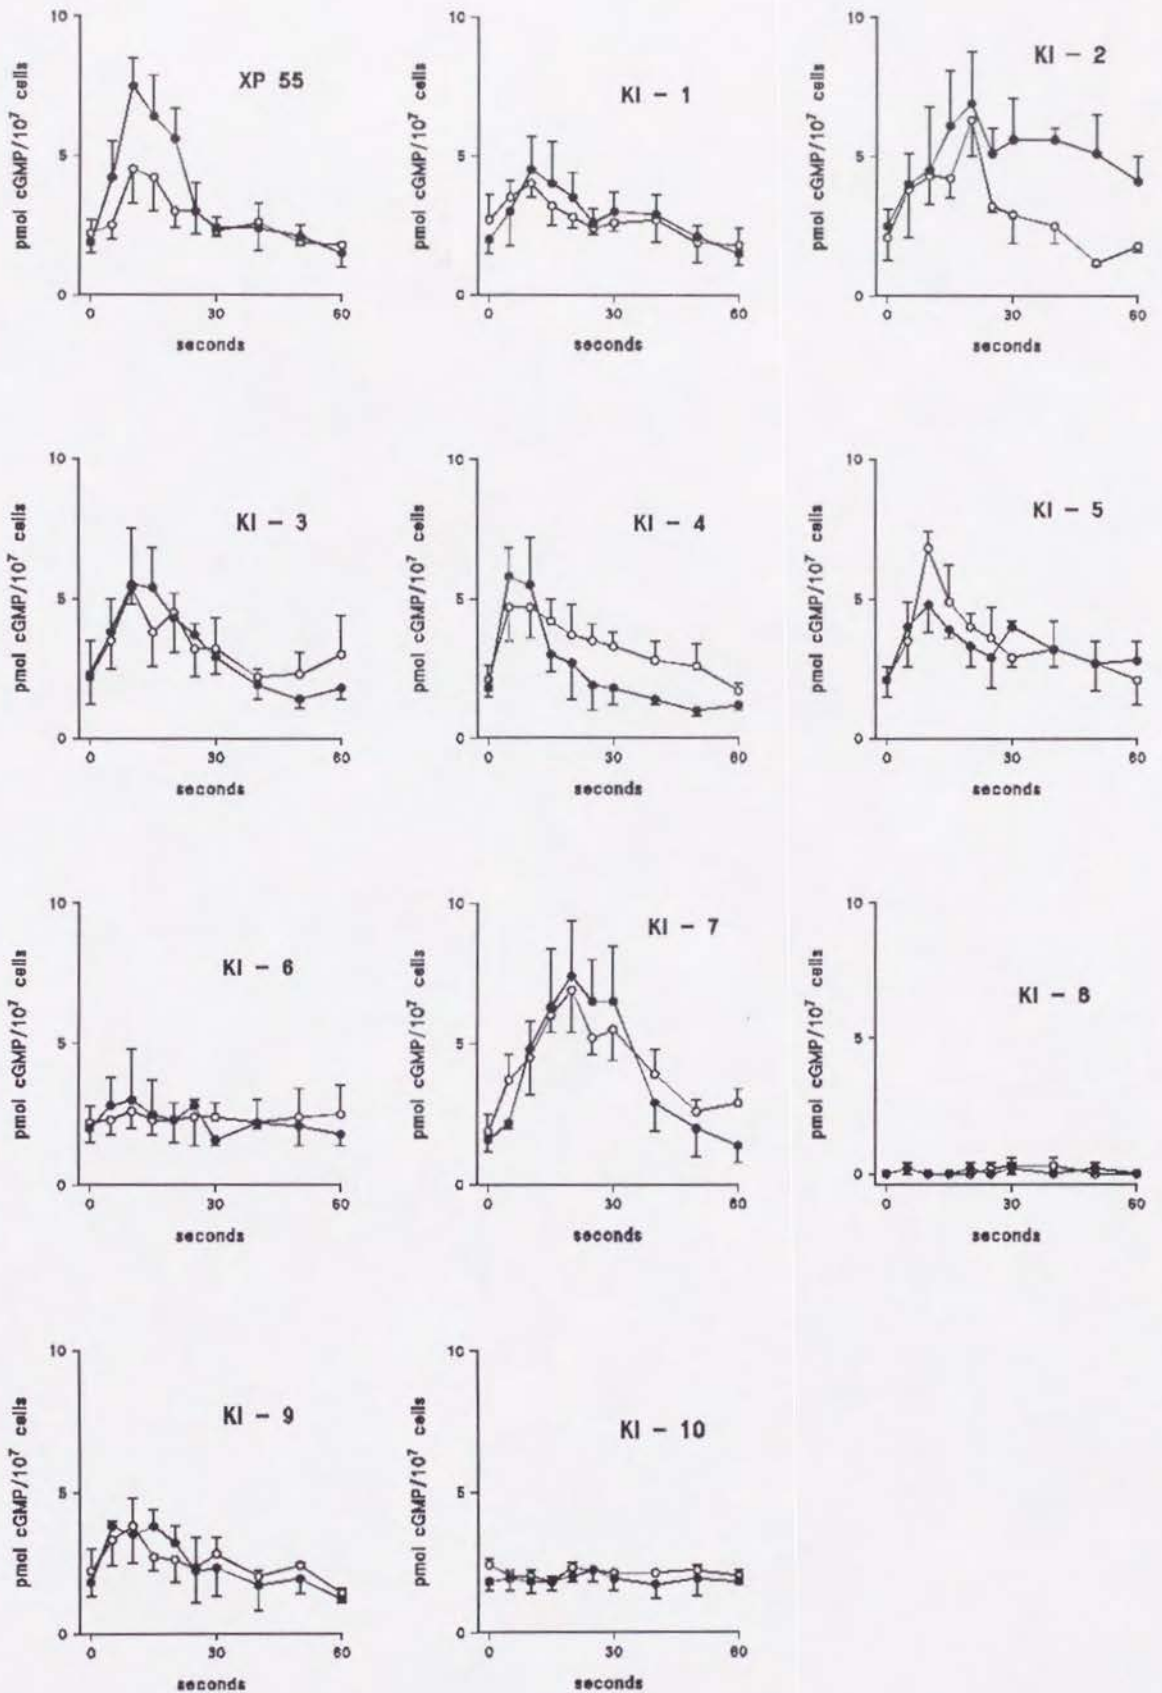 XP 55
10
5
0
pmol cGMP/10⁷ cells
0 30 60
seconds
KI - 1
10
5
0
pmol cGMP/10⁷ cells
0 30 60
seconds
KI - 2
10
5
0
pmol cGMP/10⁷ cells
0 30 60
seconds
KI - 3
10
5
0
pmol cGMP/10⁷ cells
0 30 60
seconds
KI - 4
10
5
0
pmol cGMP/10⁷ cells
0 30 60
seconds
KI - 5
10
5
0
pmol cGMP/10⁷ cells
0 30 60
seconds
KI - 6
10
5
0
pmol cGMP/10⁷ cells
0 30 60
seconds
KI - 7
10
5
0
pmol cGMP/10⁷ cells
0 30 60
seconds
KI - 8
10
5
0
pmol cGMP/10⁷ cells
0 30 60
seconds
KI - 9
10
5
0
pmol cGMP/10⁷ cells
0 30 60
seconds
KI - 10
10
5
0
pmol cGMP/10⁷ cells
0 30 60
seconds